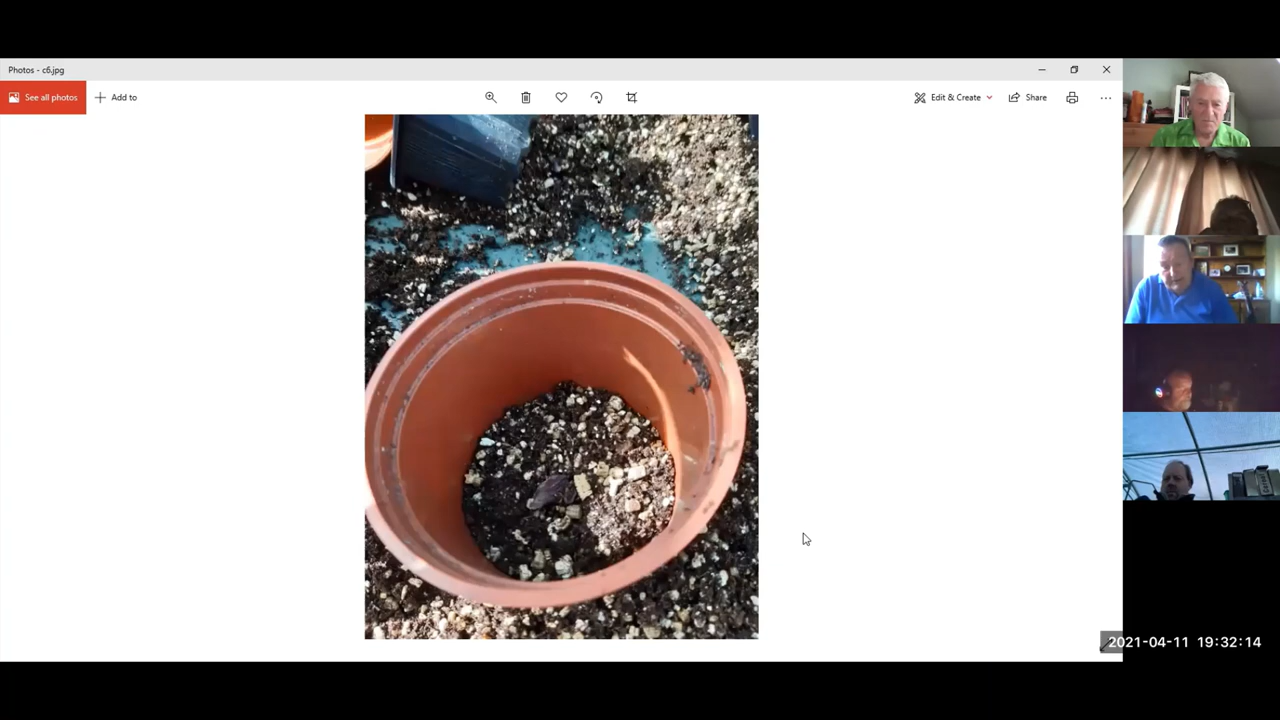 Photos - c6.jpg
See all photos
Add to
Edit & Create
Share
2021-04-11 19:32:14